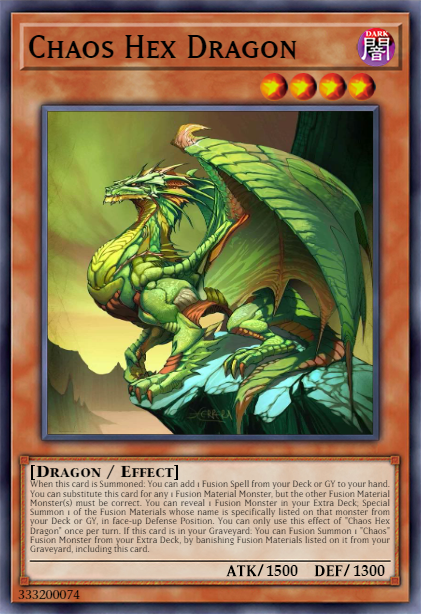 Chaos Hex Dragon
DARK
闇
[Dragon / Effect]
When this card is Summoned: You can add 1 Fusion Spell from your Deck or GY to your hand.
You can substitute this card for any 1 Fusion Material Monster, but the other Fusion Material
Monster(s) must be correct. You can reveal 1 Fusion Monster in your Extra Deck, Special
Summon 1 of the Fusion Materials whose name is specifically listed on that monster from
your Deck or GY, in face-up Defense Position. You can only use this effect of "Chaos Hex
Dragon" once per turn. If this card is in your Graveyard: You can Fusion Summon 1 "Chaos"
Fusion Monster from your Extra Deck, by banishing Fusion Materials listed on it from your
Graveyard, including this card.
ATK/1500 DEF/1300
333200074